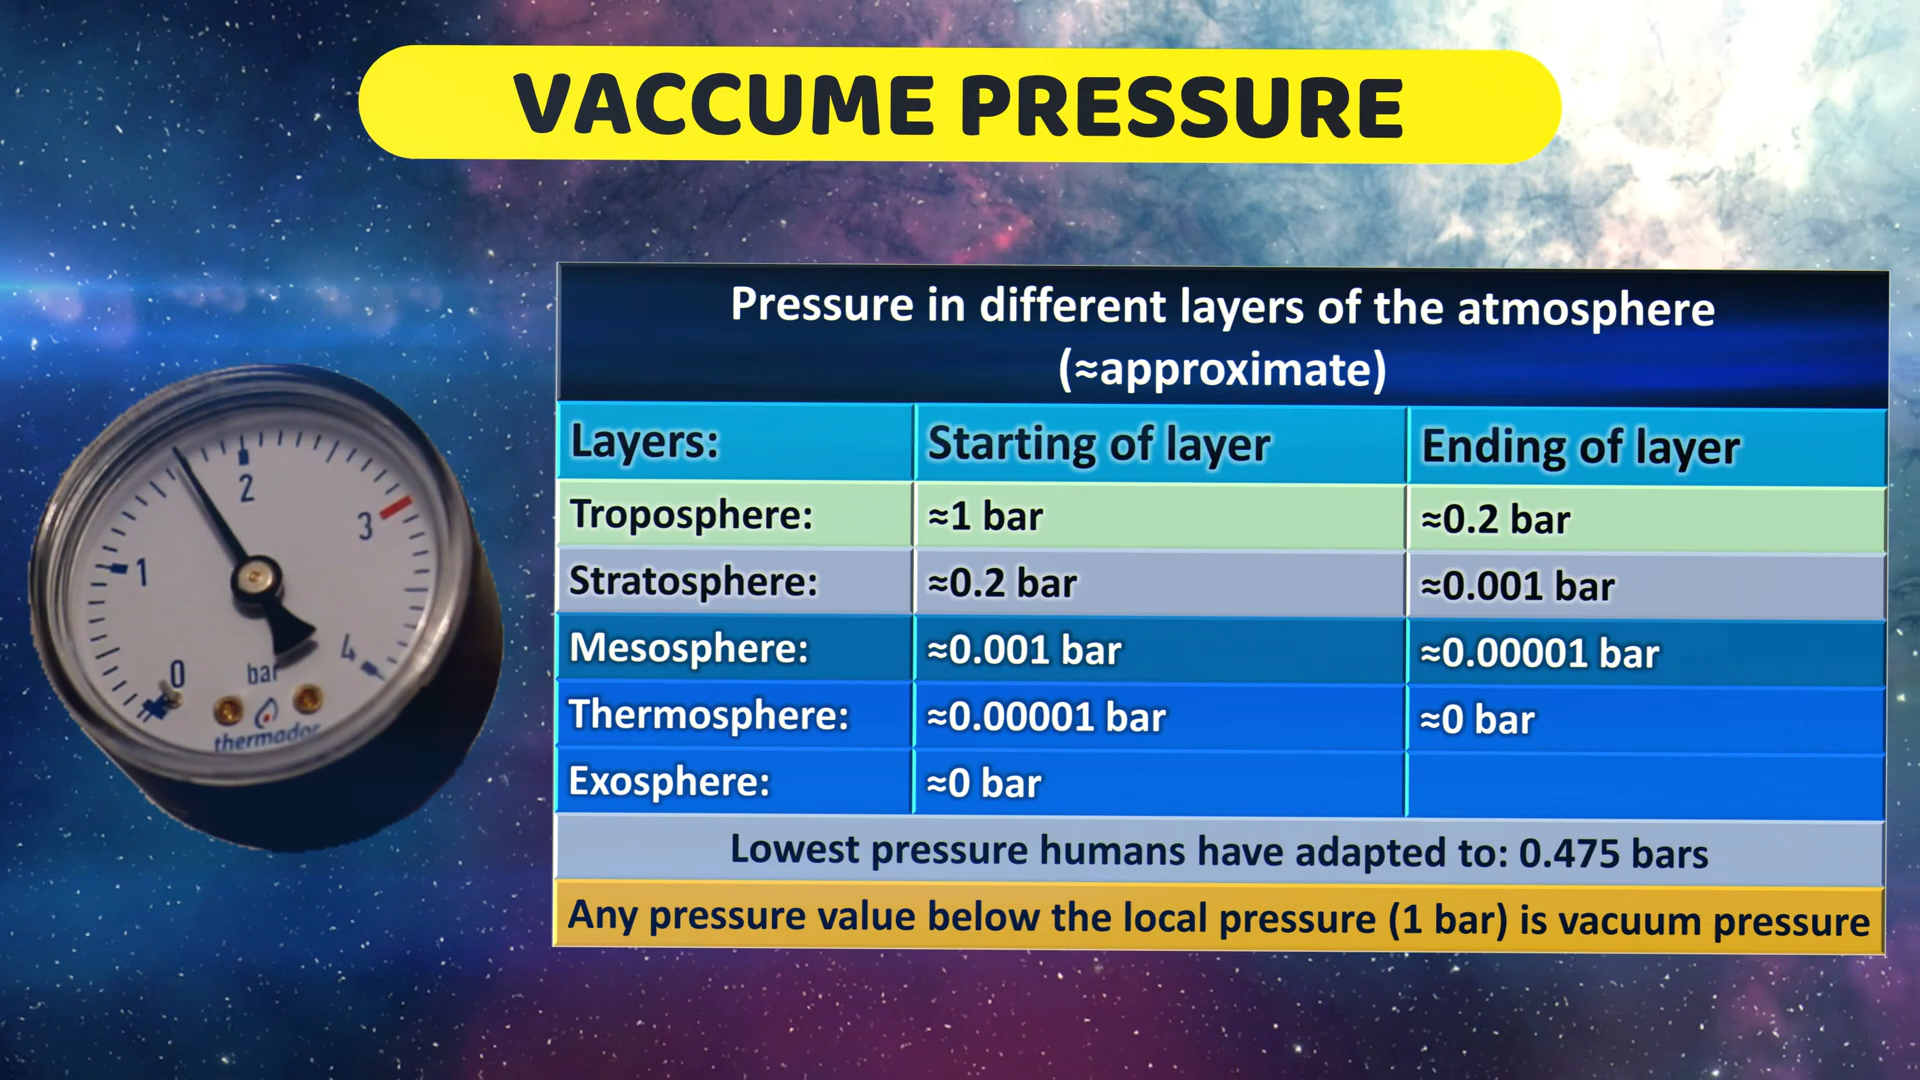 VACCUME PRESSURE
Pressure in different layers of the atmosphere
(≈approximate)
Layers: Starting of layer Ending of layer
Troposphere: ≈1 bar ≈0.2 bar
Stratosphere: ≈0.2 bar ≈0.001 bar
Mesosphere: ≈0.001 bar ≈0.00001 bar
Thermosphere: ≈0.00001 bar ≈0 bar
Exosphere: ≈0 bar
Lowest pressure humans have adapted to: 0.475 bars
Any pressure value below the local pressure (1 bar) is vacuum pressure
0
1
2
3
4
bar
thermador